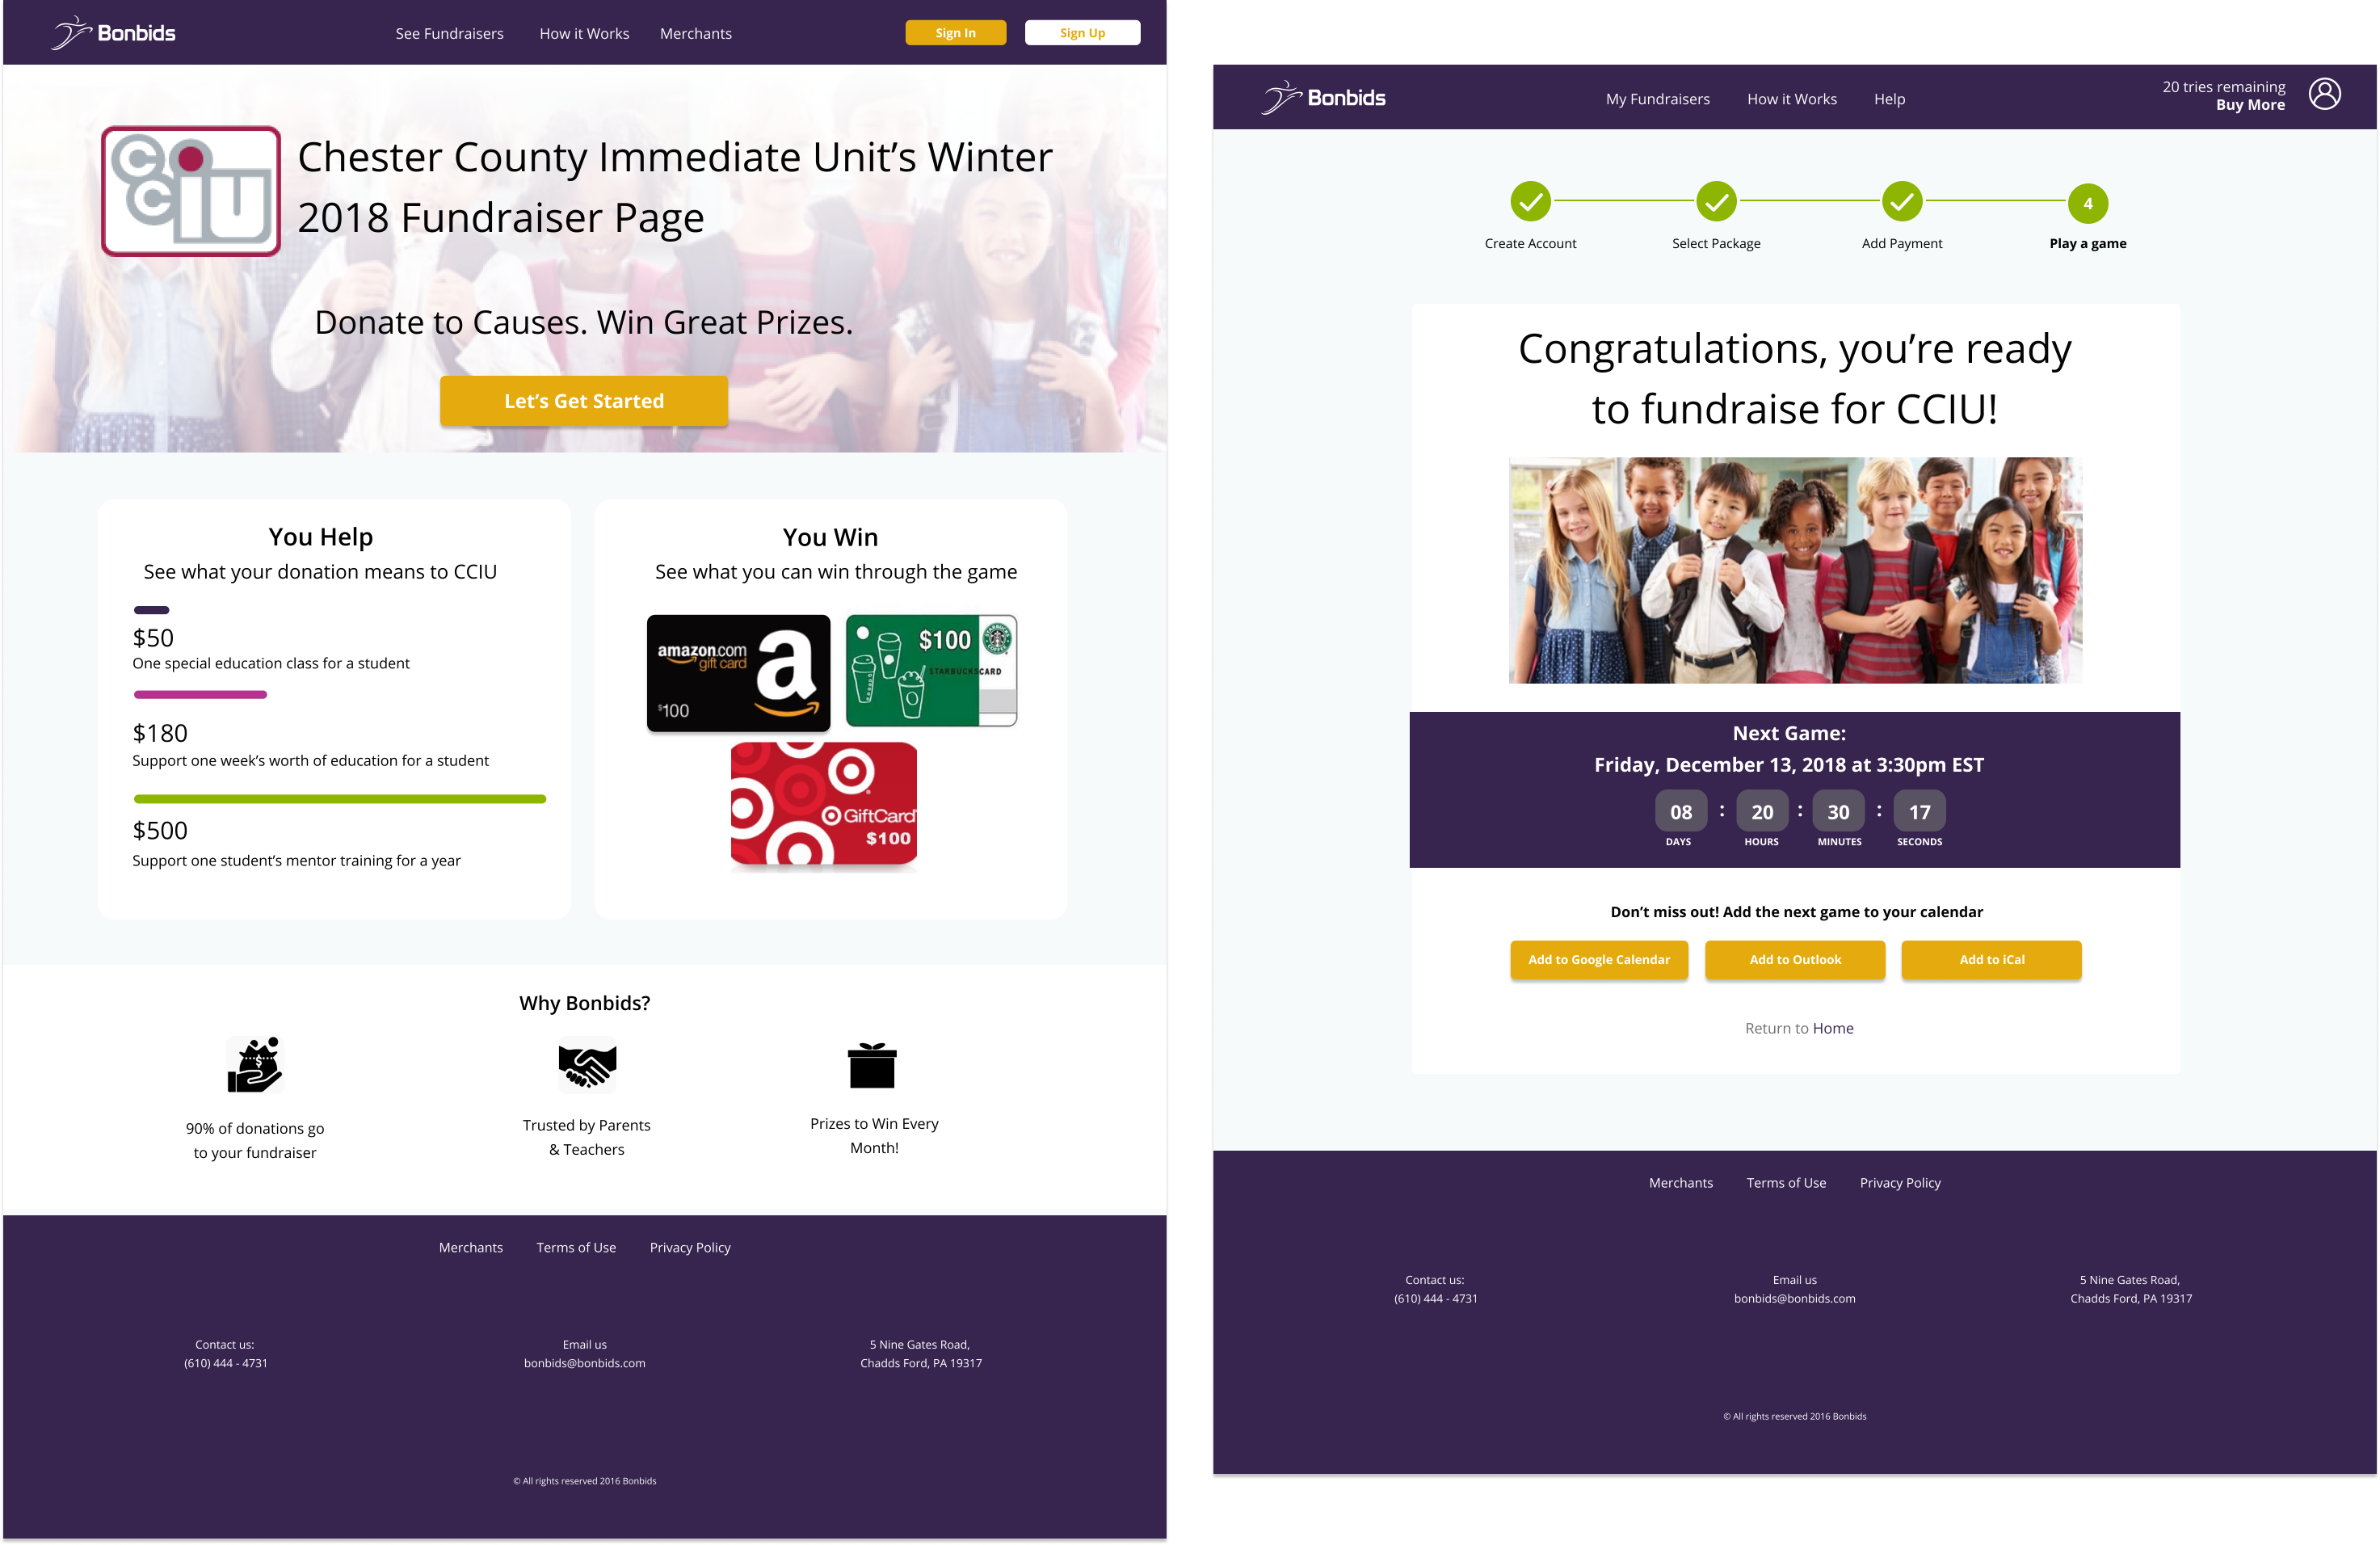 Bonbids
See Fundraisers How it Works Merchants
Sign In Sign Up
CCIU
Chester County Immediate Unit’s Winter
2018 Fundraiser Page
Donate to Causes. Win Great Prizes.
Let’s Get Started
You Help
See what your donation means to CCIU
$50
One special education class for a student
$180
Support one week’s worth of education for a student
$500
Support one student’s mentor training for a year
You Win
See what you can win through the game
amazon.com
gift card
a
$100
$100
STARBUCKS CARD
GiftCard
$100
Why Bonbids?
90% of donations go
to your fundraiser
Trusted by Parents
& Teachers
Prizes to Win Every
Month!
Merchants Terms of Use Privacy Policy
Contact us:
(610) 444 - 4731
Email us
bonbids@bonbids.com
5 Nine Gates Road,
Chadds Ford, PA 19317
© All rights reserved 2016 Bonbids
Bonbids
My Fundraisers How it Works Help
20 tries remaining
Buy More
4
Create Account Select Package Add Payment Play a game
Congratulations, you’re ready
to fundraise for CCIU!
Next Game:
Friday, December 13, 2018 at 3:30pm EST
08 : 20 : 30 : 17
DAYS HOURS MINUTES SECONDS
Don’t miss out! Add the next game to your calendar
Add to Google Calendar Add to Outlook Add to iCal
Return to Home
Merchants Terms of Use Privacy Policy
Contact us:
(610) 444 - 4731
Email us
bonbids@bonbids.com
5 Nine Gates Road,
Chadds Ford, PA 19317
© All rights reserved 2016 Bonbids